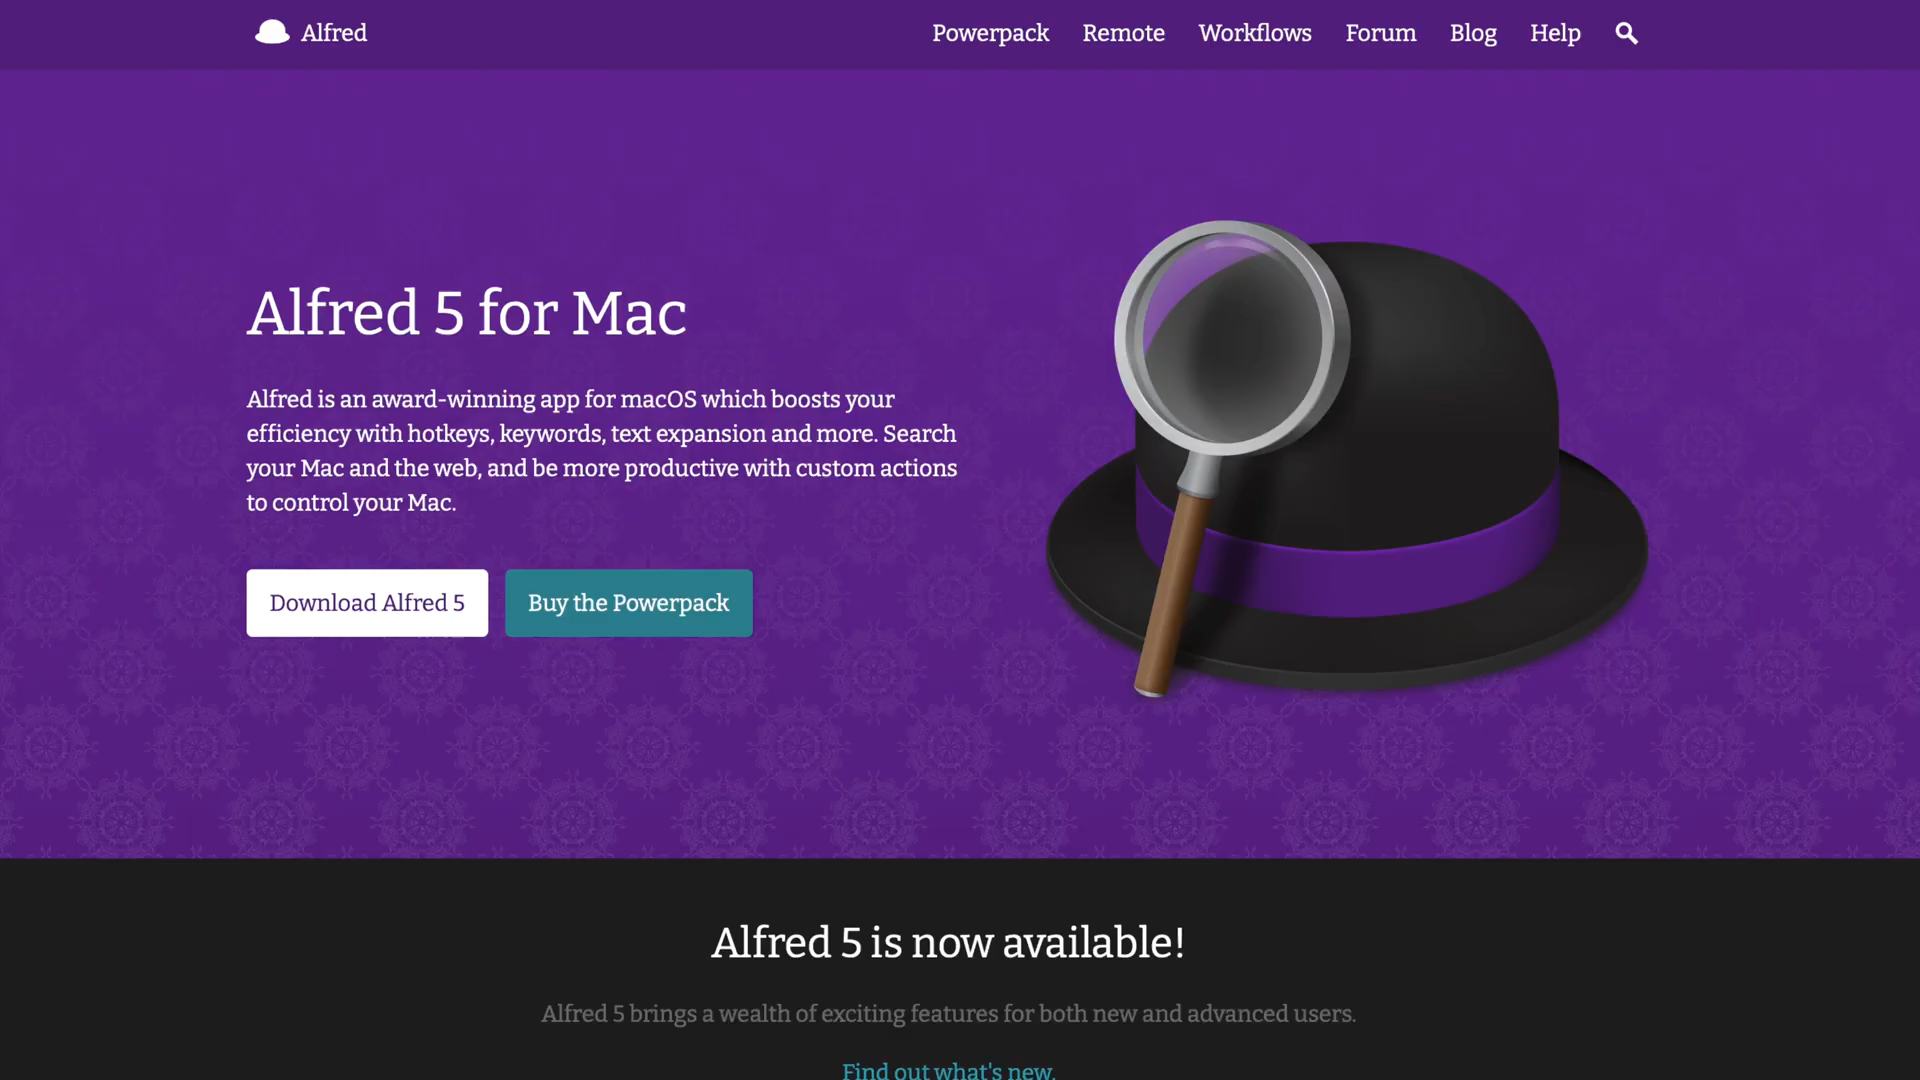 Alfred
Powerpack Remote Workflows Forum Blog Help
Alfred 5 for Mac
Alfred is an award-winning app for macOS which boosts your
efficiency with hotkeys, keywords, text expansion and more. Search
your Mac and the web, and be more productive with custom actions
to control your Mac.
Download Alfred 5
Buy the Powerpack
Alfred 5 is now available!
Alfred 5 brings a wealth of exciting features for both new and advanced users.
Find out what's new.